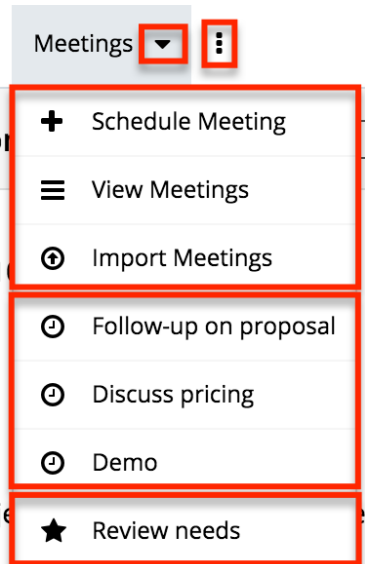 Meetings
Schedule Meeting
View Meetings
Import Meetings
Follow-up on proposal
Discuss pricing
Demo
Review needs